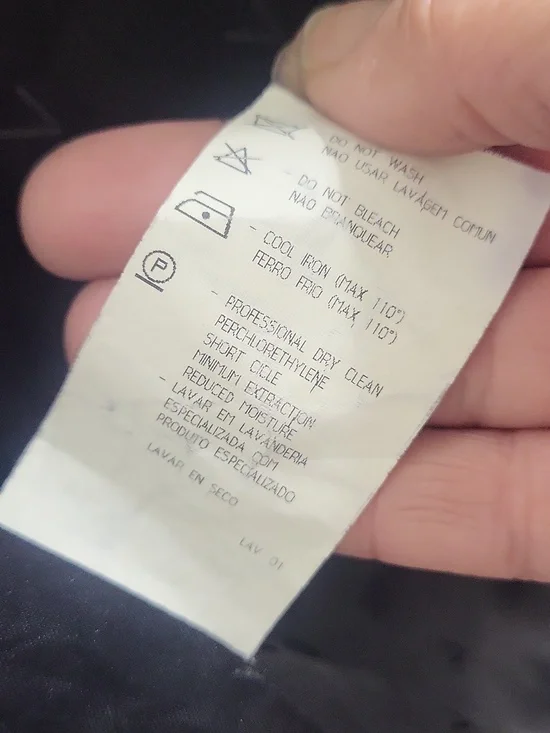 DO NOT WASH
NAO USAR LAVAGEM COMUN
- DO NOT BLEACH
NAO BRANQUEAR
- COOL IRON (MAX 110°)
FERRO FRIO (MAX 110°)
P
- PROFESSIONAL DRY CLEAN
PERCHLORETHYLENE
SHORT CICLE
MINIMUM EXTRACTION
REDUCED MOISTURE
- LAVAR EM LAVANDERIA
ESPECIALIZADA COM
PRODUTO ESPECIALIZADO
LAVAR EN SECO
LAV 01